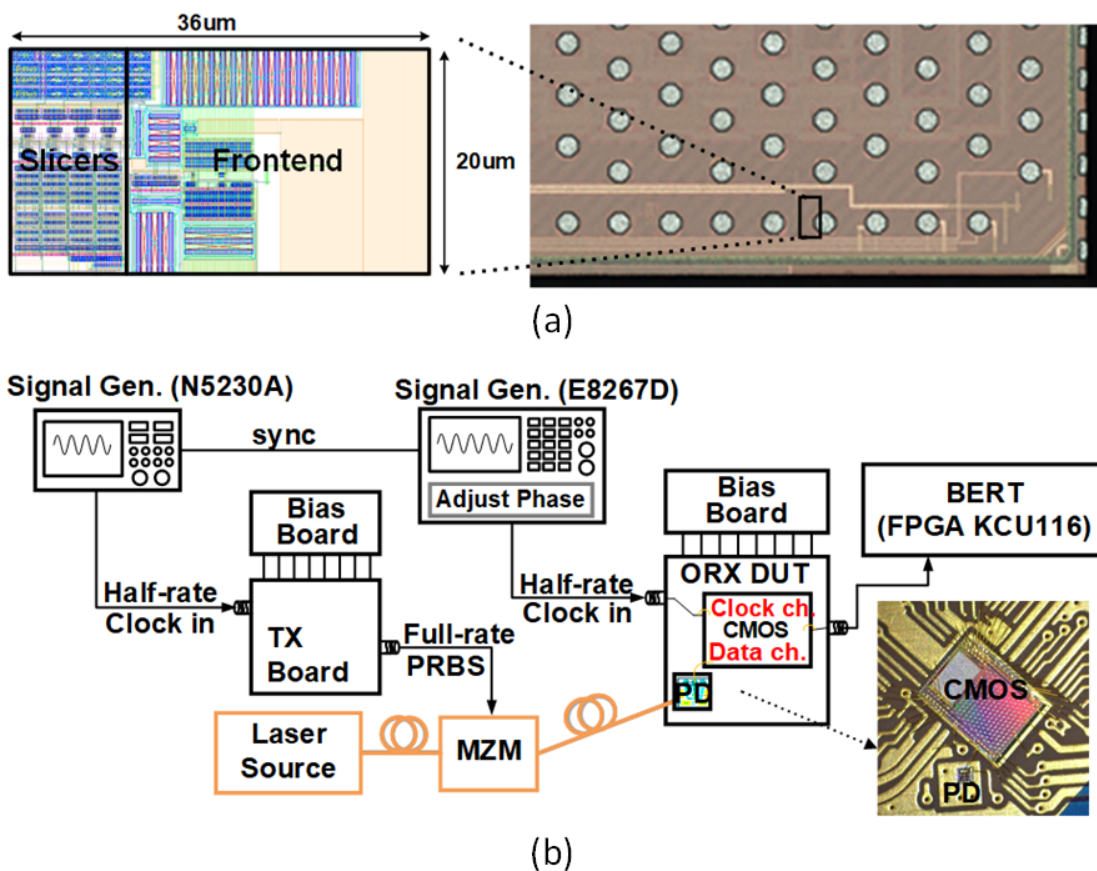 36um
Slicers
Frontend
20um
(a)
Signal Gen. (N5230A)
Signal Gen. (E8267D)
sync
Adjust Phase
Bias
Board
Bias
Board
BERT
(FPGA KCU116)
Half-rate
Clock in
TX
Board
Full-rate
PRBS
Half-rate
Clock in
ORX DUT
Clock ch.
CMOS
Data ch.
PD
Laser
Source
MZM
CMOS
PD
(b)